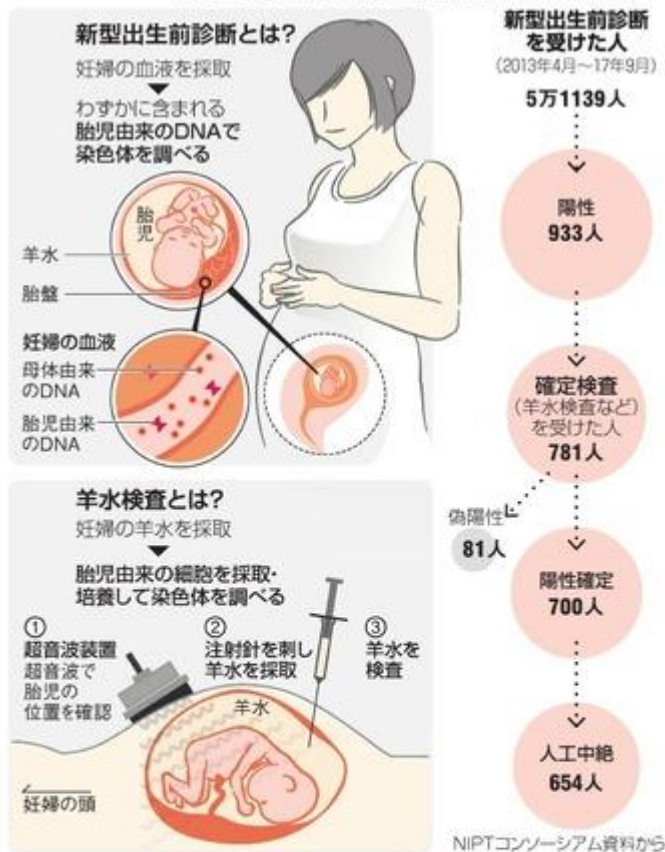 新型出生前診断とは?
妊婦の血液を採取
わずかに含まれる
胎児由来のDNAで
染色体を調べる
胎児
羊水
胎盤
妊婦の血液
母体由来
のDNA
胎児由来
のDNA
羊水検査とは?
妊婦の羊水を採取
胎児由来の細胞を採取・
培養して染色体を調べる
①
超音波装置
超音波で
胎児の
位置を確認
②
注射針を刺し
羊水を採取
③
羊水を
検査
羊水
妊婦の頭
新型出生前診断
を受けた人
(2013年4月~17年9月)
5万1139人
陽性
933人
確定検査
(羊水検査など)
を受けた人
781人
偽陽性
81人
陽性確定
700人
人工中絶
654人
NIPTコンソーシアム資料から